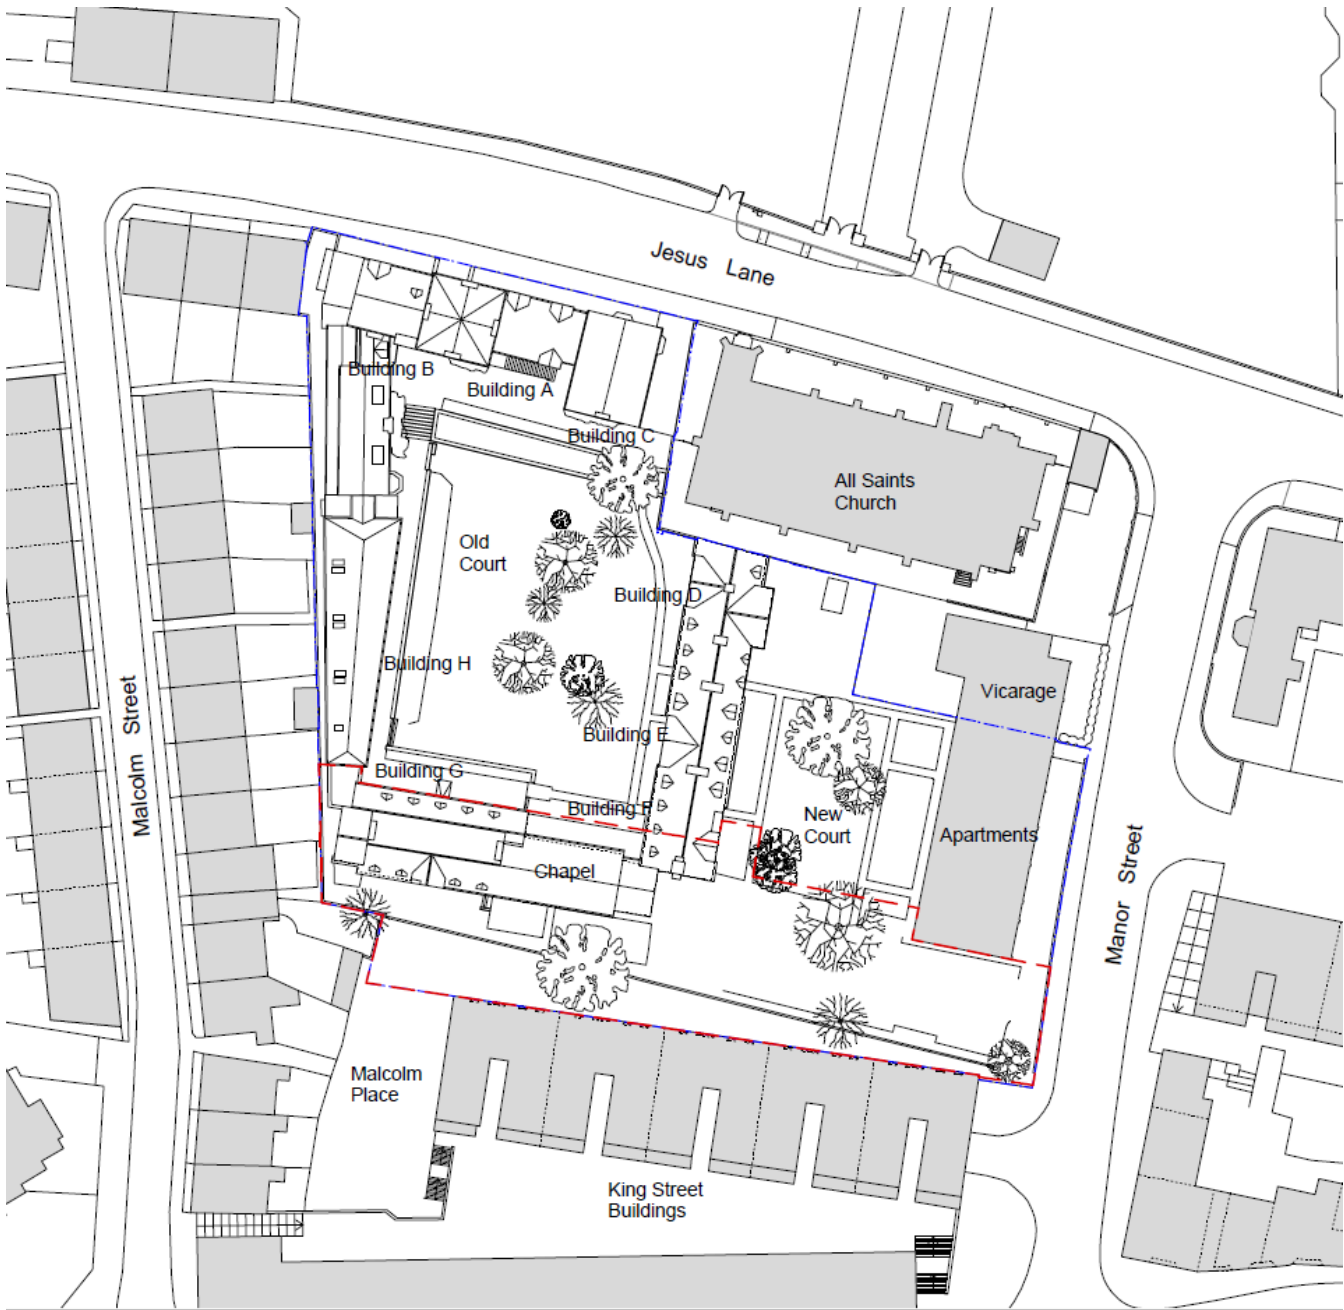 Jesus Lane
Building B
Building A
Building C
All Saints
Church
Old
Court
Building D
Building H
Vicarage
Malcolm Street
Building E
Building G
Building F
New
Court
Apartments
Chapel
Manor Street
Malcolm
Place
King Street
Buildings